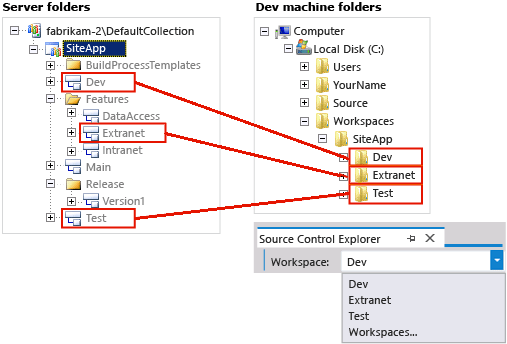 Server folders
fabrikam-2\DefaultCollection
SiteApp
BuildProcessTemplates
Dev
Features
DataAccess
Extranet
Intranet
Main
Release
Version1
Test
Dev machine folders
Computer
Local Disk (C:)
Users
YourName
Source
Workspaces
SiteApp
Dev
Extranet
Test
Source Control Explorer
Workspace: Dev
Dev
Extranet
Test
Workspaces...